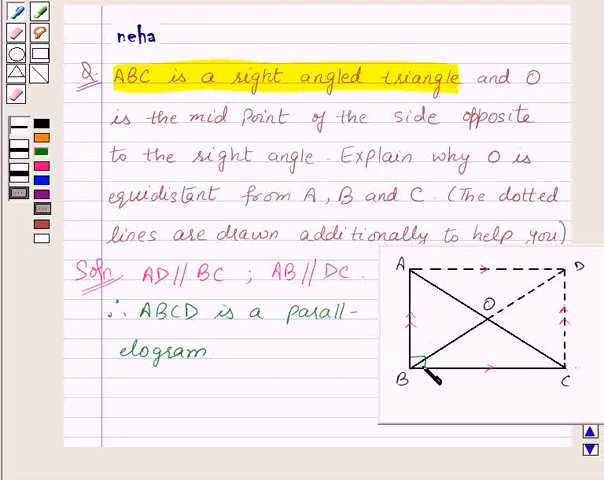 neha
Q. ABC is a right angled triangle and O
is the mid Point of the side opposite
to the right angle. Explain why O is
equidistant from A, B and C. (The dotted
lines are drawn additionally to help you)
Soln AD // BC ; AB // DC.
∴ ABCD is a parall-
elogram.
A D
O
B C